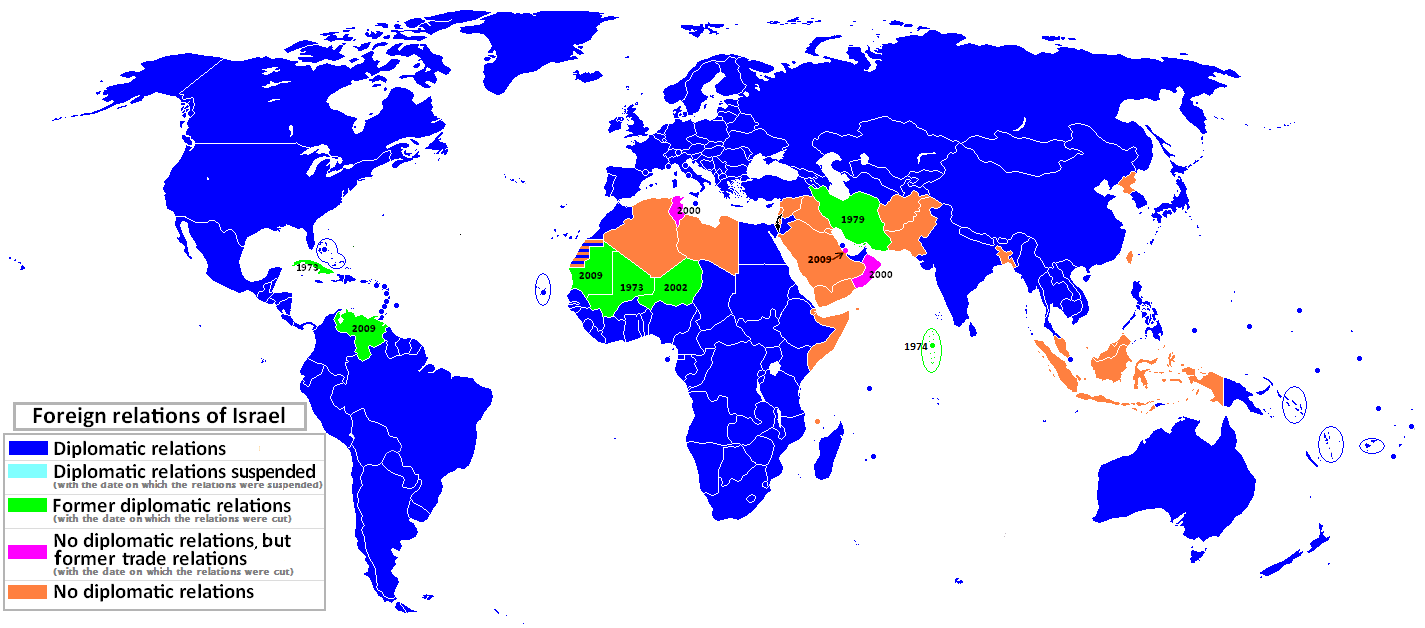 2000
1979
2009
2000
1973
2009
1973
2002
2009
1974
Foreign relations of Israel
Diplomatic relations
Diplomatic relations suspended
(with the date on which the relations were suspended)
Former diplomatic relations
(with the date on which the relations were cut)
No diplomatic relations, but
former trade relations
(with the date on which the relations were cut)
No diplomatic relations